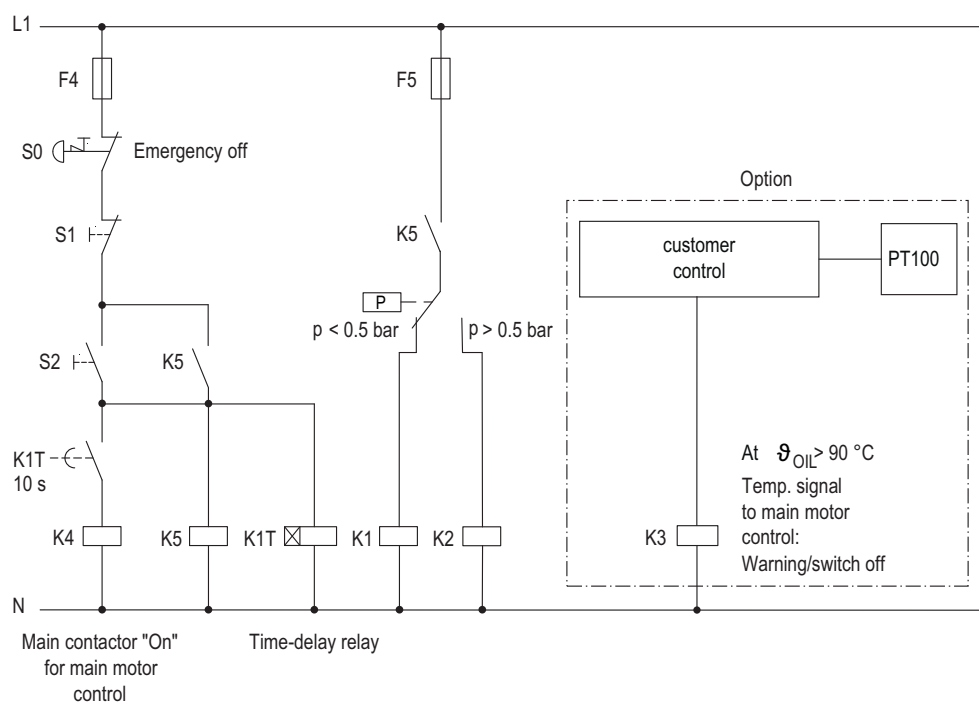 L1
F4
F5
S0
Emergency off
Option
S1
K5
customer
control
PT100
P
p < 0.5 bar
p > 0.5 bar
S2
K5
K1T
10 s
At ϑOIL> 90 °C
Temp. signal
to main motor
control:
Warning/switch off
K4
K5
K1T
K1
K2
K3
N
Main contactor "On"
for main motor
control
Time-delay relay